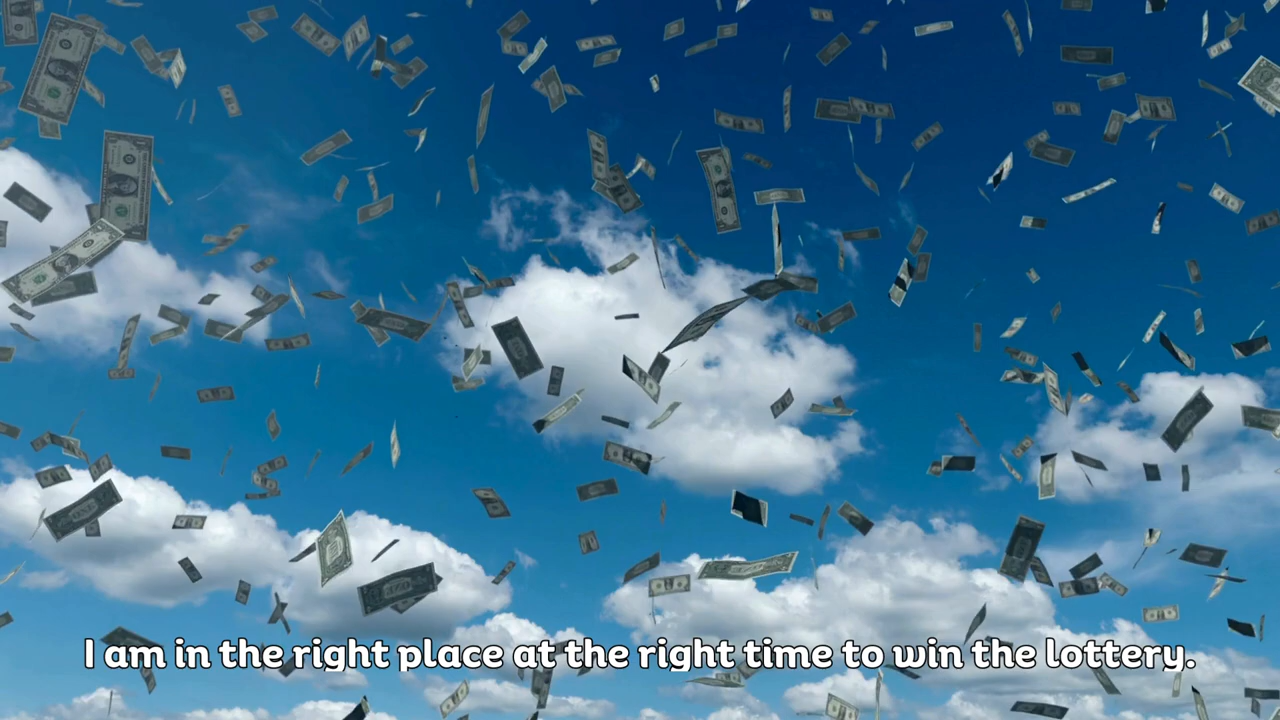 I am in the right place at the right time to win the lottery.